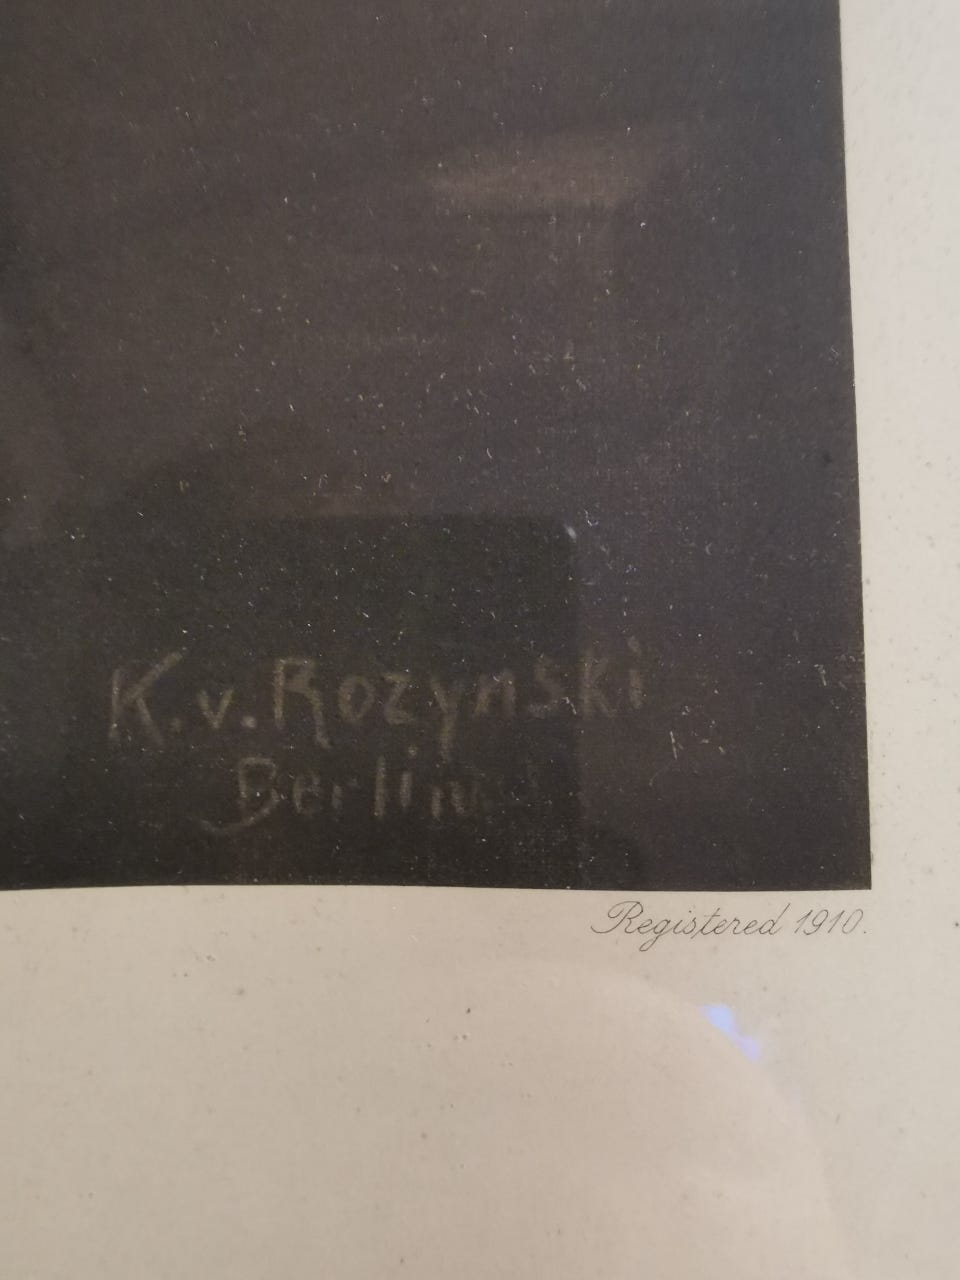 K. v. Rozynski
Berlin
Registered 1910.